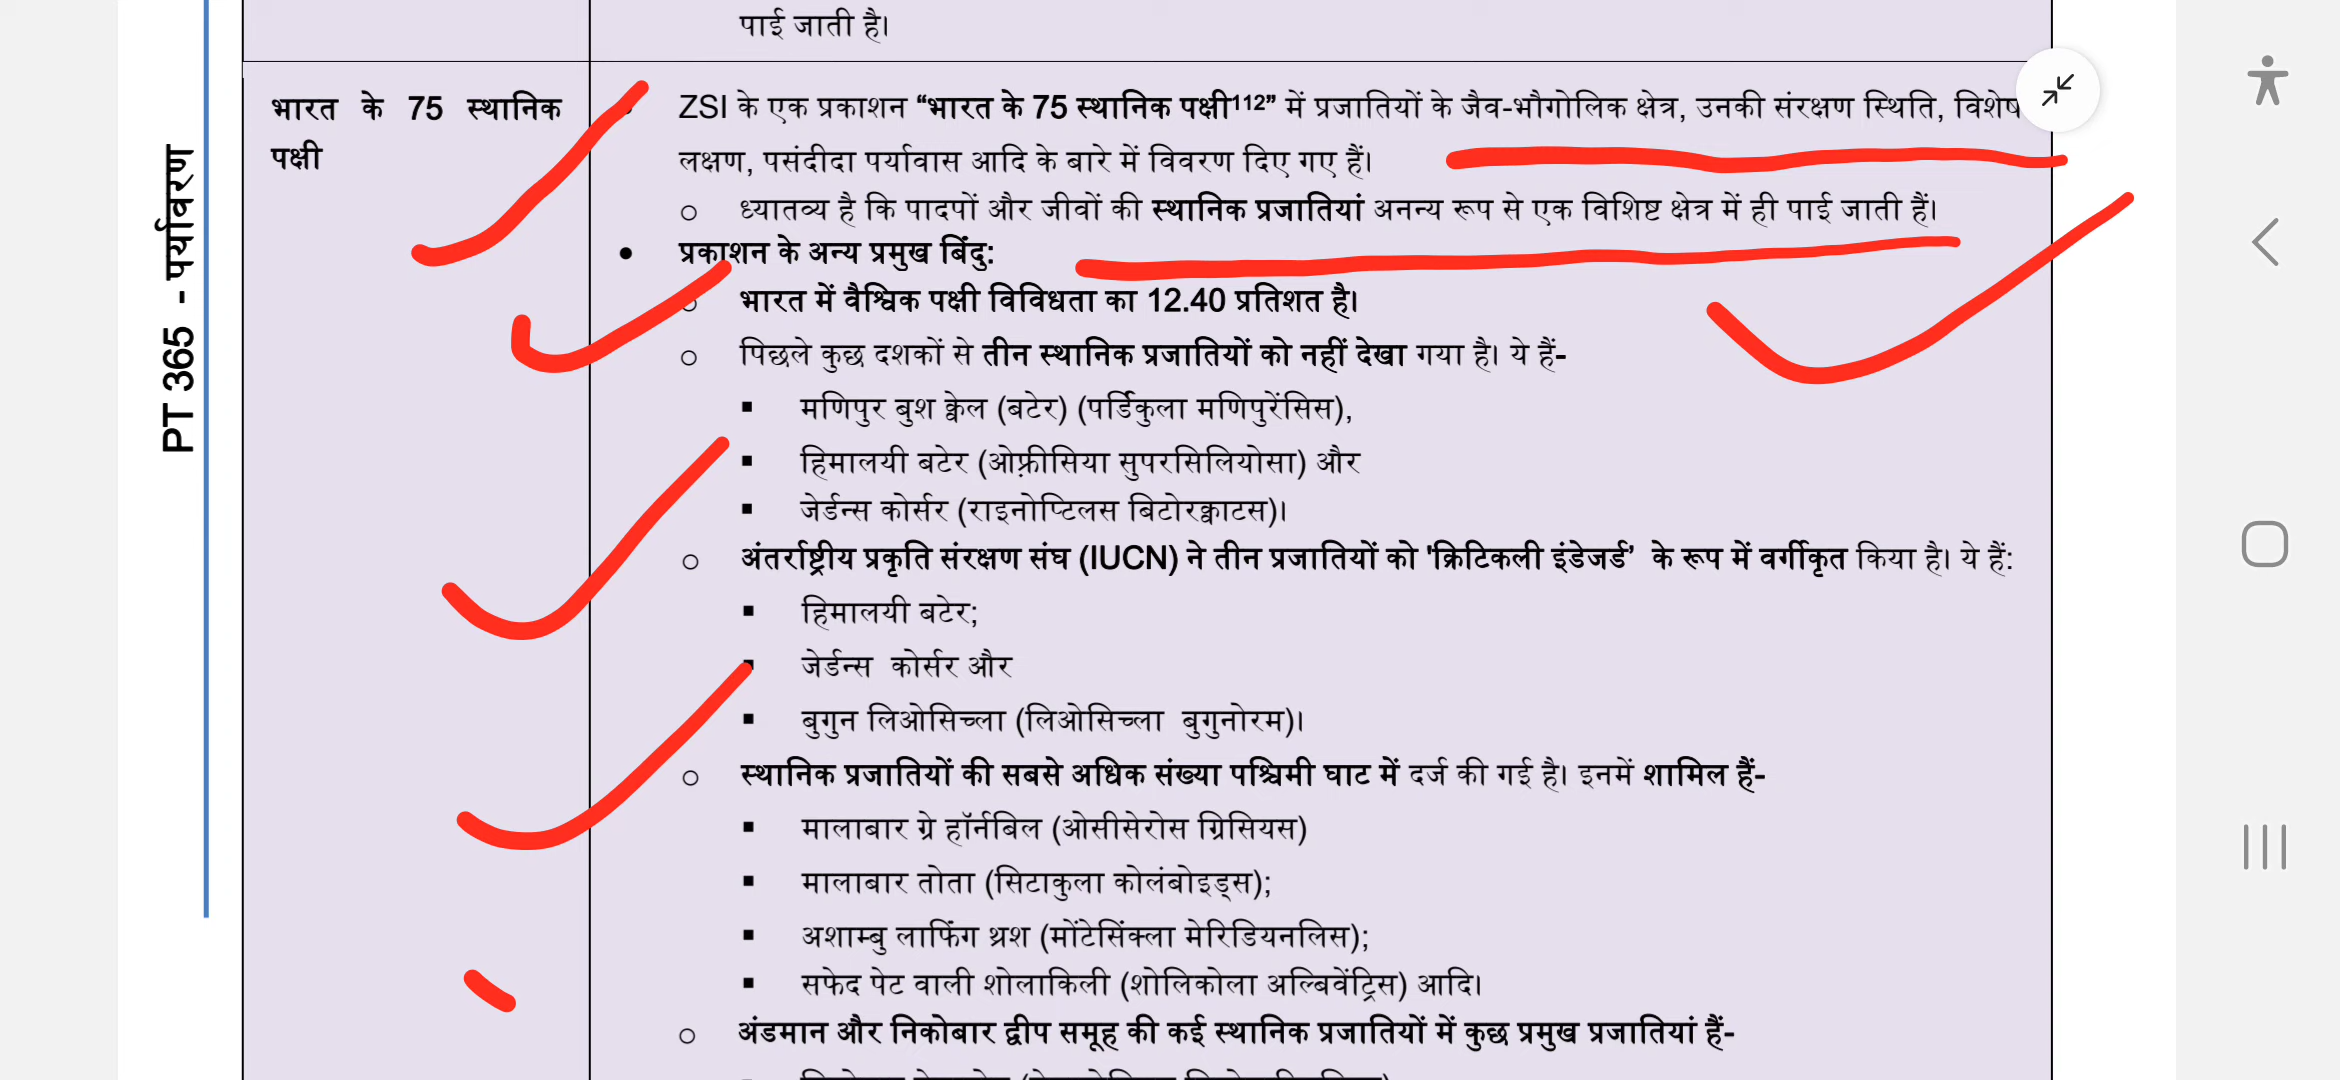 पाई जाती है।
भारत के 75 स्थानिक
पक्षी
ZSI के एक प्रकाशन “भारत के 75 स्थानिक पक्षी112” में प्रजातियों के जैव-भौगोलिक क्षेत्र, उनकी संरक्षण स्थिति, विशेष
लक्षण, पसंदीदा पर्यावास आदि के बारे में विवरण दिए गए हैं।
○ ध्यातव्य है कि पादपों और जीवों की स्थानिक प्रजातियां अनन्य रूप से एक विशिष्ट क्षेत्र में ही पाई जाती हैं।
● प्रकाशन के अन्य प्रमुख बिंदु:
○ भारत में वैश्विक पक्षी विविधता का 12.40 प्रतिशत है।
○ पिछले कुछ दशकों से तीन स्थानिक प्रजातियों को नहीं देखा गया है। ये हैं-
▪ मणिपुर बुश क्वेल (बटेर) (पर्डिकुला मणिपुरेंसिस),
▪ हिमालयी बटेर (ओफ़्रीसिया सुपरसिलियोसा) और
▪ जेर्डन्स कोर्सर (राइनोप्टिलस बिटोरक्वाटस)।
○ अंतर्राष्ट्रीय प्रकृति संरक्षण संघ (IUCN) ने तीन प्रजातियों को 'क्रिटिकली इंडेजर्ड’ के रूप में वर्गीकृत किया है। ये हैं:
▪ हिमालयी बटेर;
▪ जेर्डन्स कोर्सर और
▪ बुगुन लिओसिच्ला (लिओसिच्ला बुगुनोरम)।
○ स्थानिक प्रजातियों की सबसे अधिक संख्या पश्चिमी घाट में दर्ज की गई है। इनमें शामिल हैं-
▪ मालाबार ग्रे हॉर्नबिल (ओसीसेरोस ग्रिसियस)
▪ मालाबार तोता (सिटाकुला कोलंबोइड्स);
▪ अशाम्बु लाफिंग थ्रश (मोंटेसिंक्ला मेरिडियनलिस);
▪ सफेद पेट वाली शोलाकिली (शोलिकोला अल्बिवेंट्रिस) आदि।
○ अंडमान और निकोबार द्वीप समूह की कई स्थानिक प्रजातियों में कुछ प्रमुख प्रजातियां हैं-
PT 365 - पर्यावरण